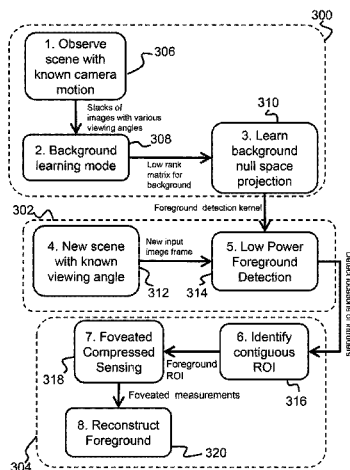 300
1. Observe
scene with
known camera
motion
306
Stacks of
images with various
viewing angles
310
308
2. Background
learning mode
Low rank
matrix for
background
3. Learn
background
null space
projection
Foreground detection kernel
302
4. New scene
with known
viewing angle
312
New input
image frame
5. Low Power
Foreground
Detection
314
7. Foveated
Compressed
Sensing
318
Foreground
ROI
6. Identify
contiguous ROI
316
Foveated measurements
8. Reconstruct
Foreground
320
304